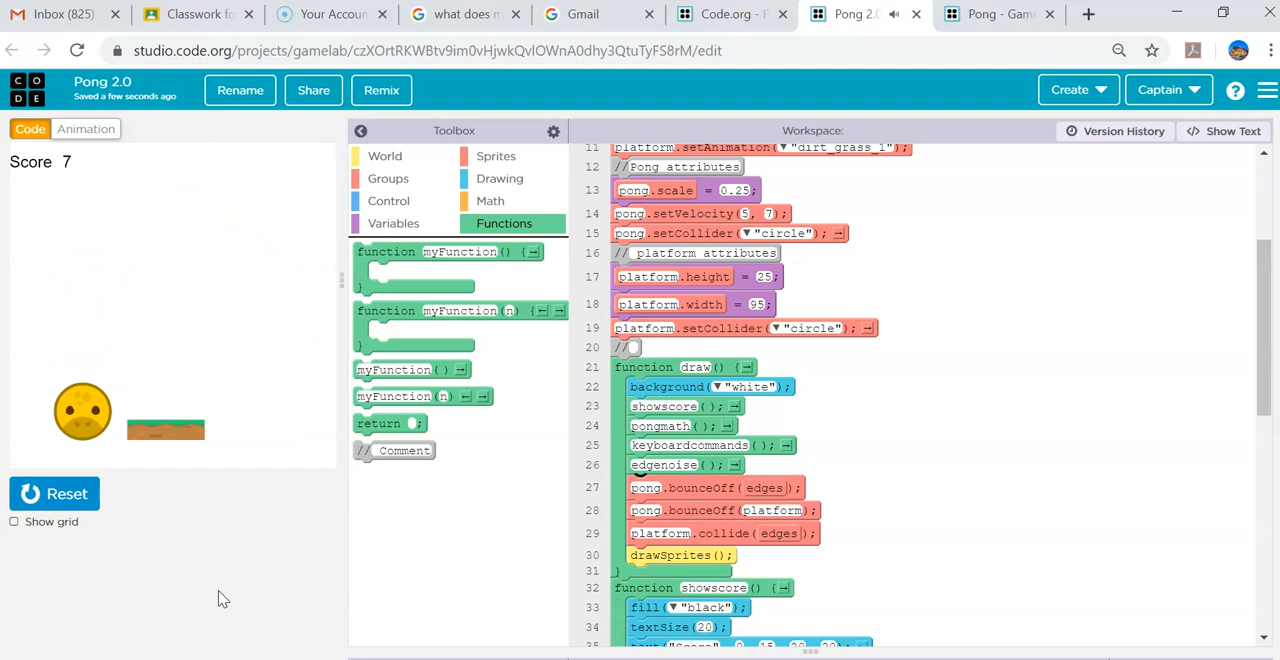 Inbox (825)
Classwork fo
Your Accoun
what does m
Gmail
Code.org - P
Pong 2.0
Pong - Game
studio.code.org/projects/gamelab/czXOrtRKWBtv9im0vHjwkQvlOWnA0dhy3QtuTyFS8rM/edit
C O
D E
Pong 2.0
Saved a few seconds ago
Rename
Share
Remix
Create
Captain
?
Code
Animation
Toolbox
Workspace:
Version History
</> Show Text
Score 7
Reset
Show grid
World
Sprites
Groups
Drawing
Control
Math
Variables
Functions
function myFunction() {
}
function myFunction(n) {
}
myFunction()
myFunction(n)
return ;
// Comment
11 platform.setAnimation("dirt_grass_1");
12 //Pong attributes
13 pong.scale = 0.25;
14 pong.setVelocity(5, 7);
15 pong.setCollider("circle");
16 // platform attributes
17 platform.height = 25;
18 platform.width = 95;
19 platform.setCollider("circle");
20 //
21 function draw() {
22 background("white");
23 showscore();
24 pongmath();
25 keyboardcommands();
26 edgenoise();
27 pong.bounceOff(edges);
28 pong.bounceOff(platform);
29 platform.collide(edges);
30 drawSprites();
31 }
32 function showscore() {
33 fill("black");
34 textSize(20);
35